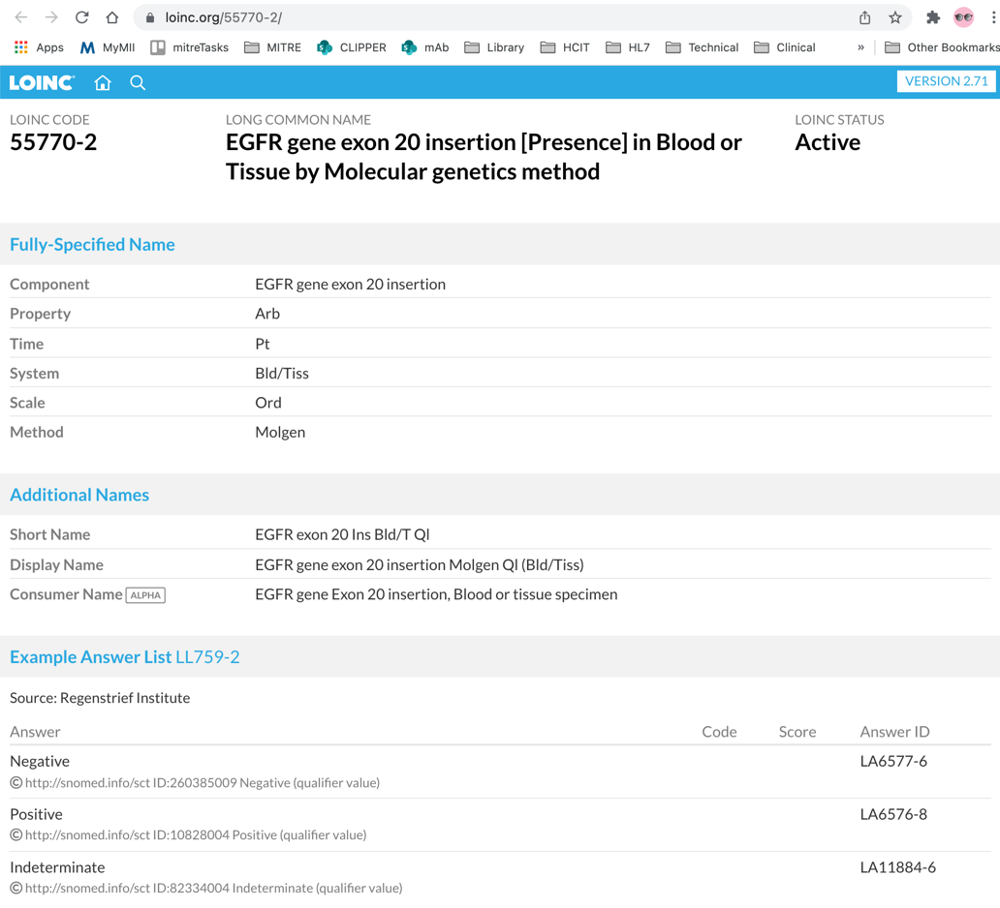 loinc.org/55770-2/
Apps MyMII mitreTasks MITRE CLIPPER mAb Library HCIT HL7 Technical Clinical » Other Bookmarks
LOINC VERSION 2.71
LOINC CODE LONG COMMON NAME LOINC STATUS
55770-2 EGFR gene exon 20 insertion [Presence] in Blood or Active
Tissue by Molecular genetics method
Fully-Specified Name
Component EGFR gene exon 20 insertion
Property Arb
Time Pt
System Bld/Tiss
Scale Ord
Method Molgen
Additional Names
Short Name EGFR exon 20 Ins Bld/T Ql
Display Name EGFR gene exon 20 insertion Molgen Ql (Bld/Tiss)
Consumer Name ALPHA EGFR gene Exon 20 insertion, Blood or tissue specimen
Example Answer List LL759-2
Source: Regenstrief Institute
Answer Code Score Answer ID
Negative LA6577-6
© http://snomed.info/sct ID:260385009 Negative (qualifier value)
Positive LA6576-8
© http://snomed.info/sct ID:10828004 Positive (qualifier value)
Indeterminate LA11884-6
© http://snomed.info/sct ID:82334004 Indeterminate (qualifier value)